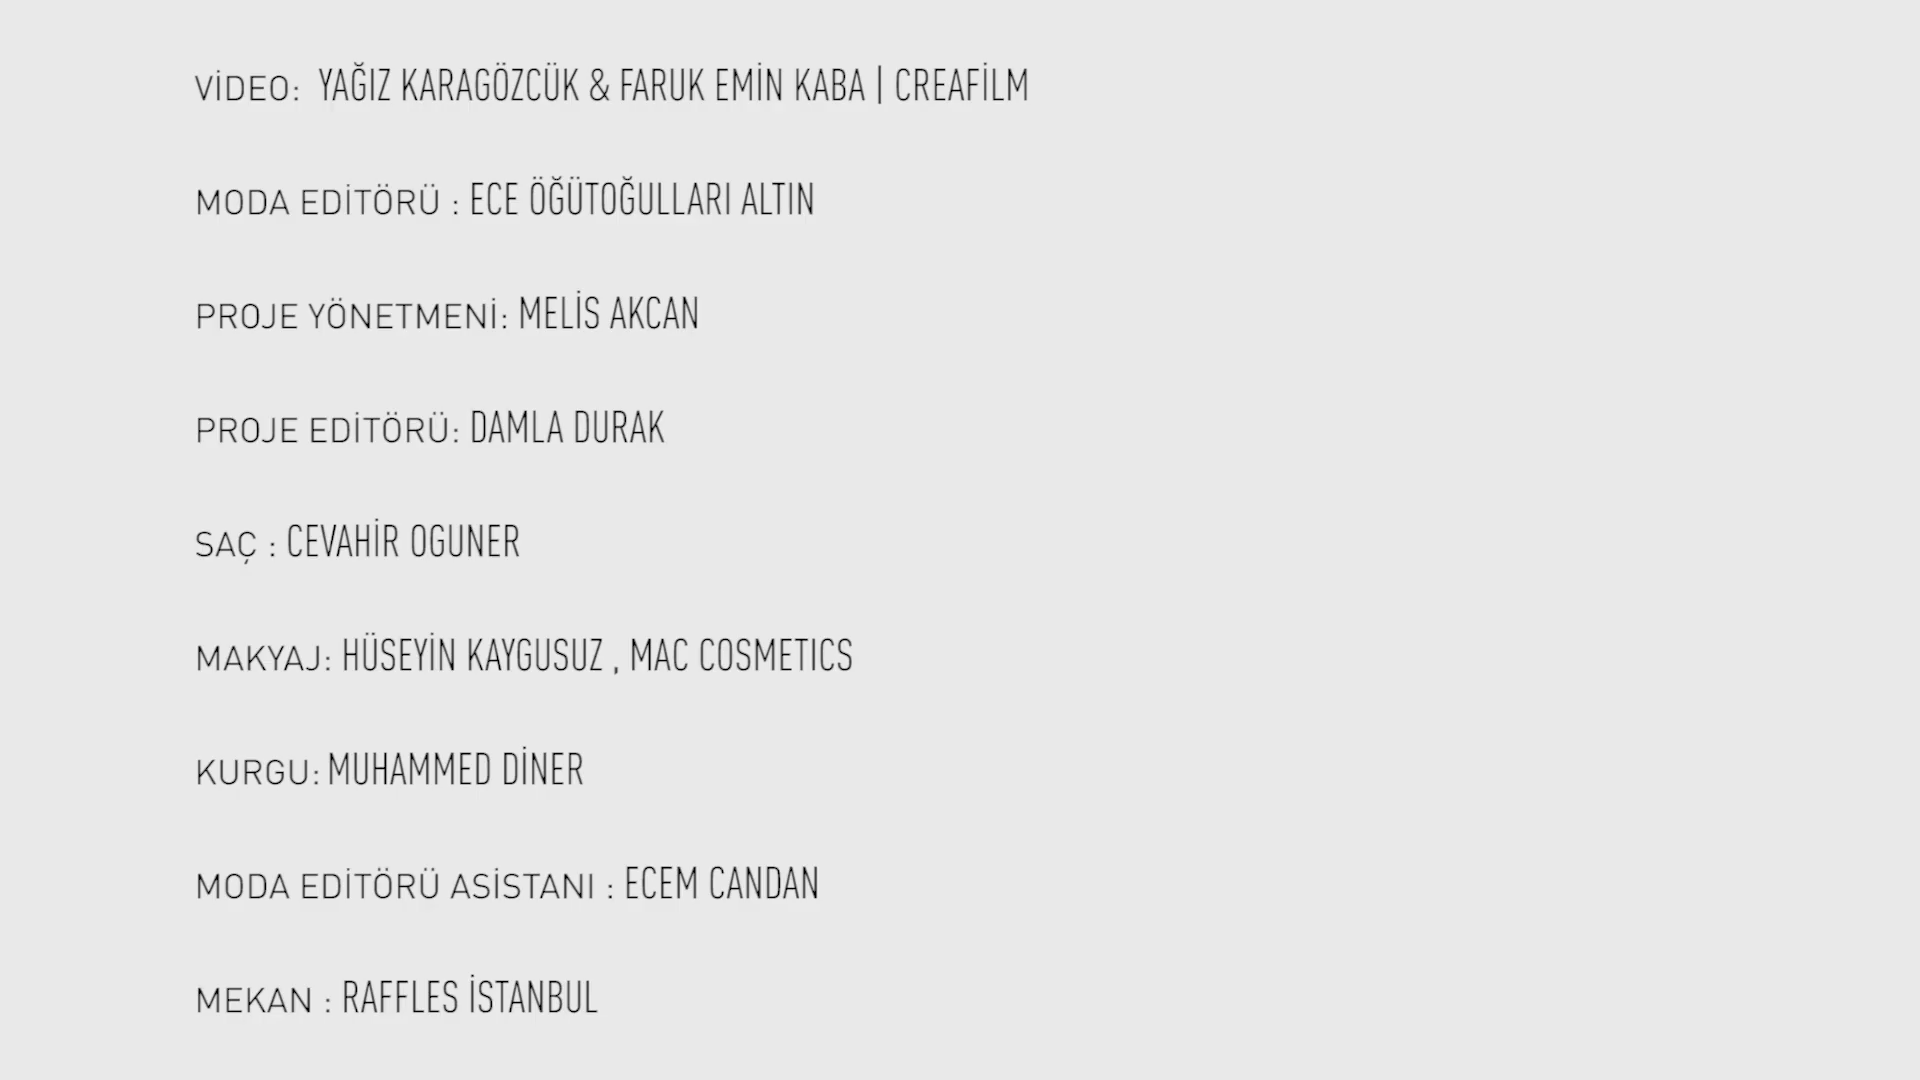 VİDEO: YAĞIZ KARAGÖZCÜK & FARUK EMİN KABA | CREAFİLM
MODA EDİTÖRÜ : ECE ÖĞÜTOĞULLARI ALTIN
PROJE YÖNETMENİ: MELİS AKCAN
PROJE EDİTÖRÜ: DAMLA DURAK
SAÇ : CEVAHİR OGUNER
MAKYAJ: HÜSEYİN KAYGUSUZ , MAC COSMETICS
KURGU: MUHAMMED DİNER
MODA EDİTÖRÜ ASİSTANI : ECEM CANDAN
MEKAN : RAFFLES İSTANBUL